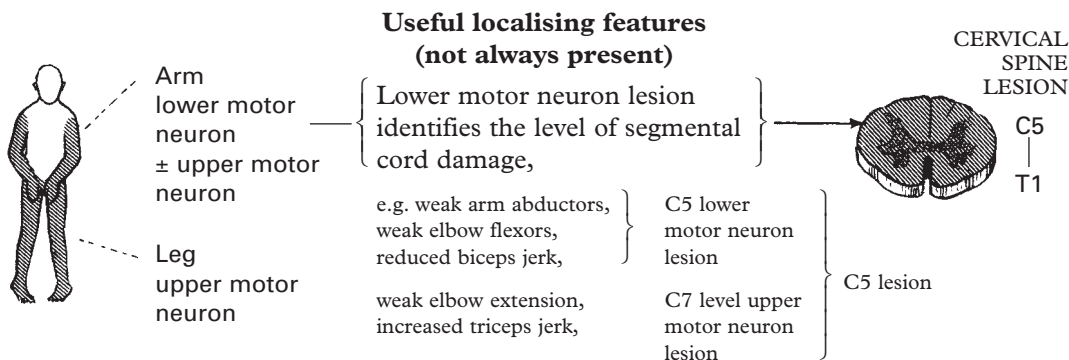 Useful localising features
(not always present)
Arm
lower motor
neuron
± upper motor
neuron
Lower motor neuron lesion
identifies the level of segmental
cord damage,
CERVICAL
SPINE
LESION
C5
T1
e.g. weak arm abductors,
weak elbow flexors,
reduced biceps jerk,
C5 lower
motor neuron
lesion
Leg
upper motor
neuron
weak elbow extension,
increased triceps jerk,
C7 level upper
motor neuron
lesion
C5 lesion